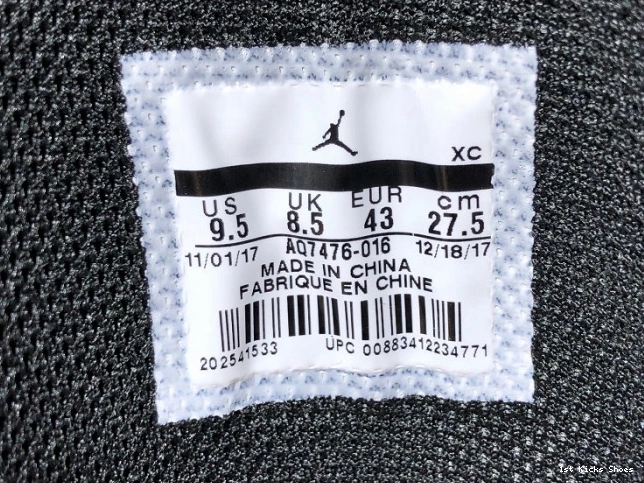 XC
US UK EUR cm
9.5 8.5 43 27.5
11/01/17 AQ7476-016 12/18/17
MADE IN CHINA
FABRIQUE EN CHINE
202541533 UPC 00883412234771
1st Kicks Shoes